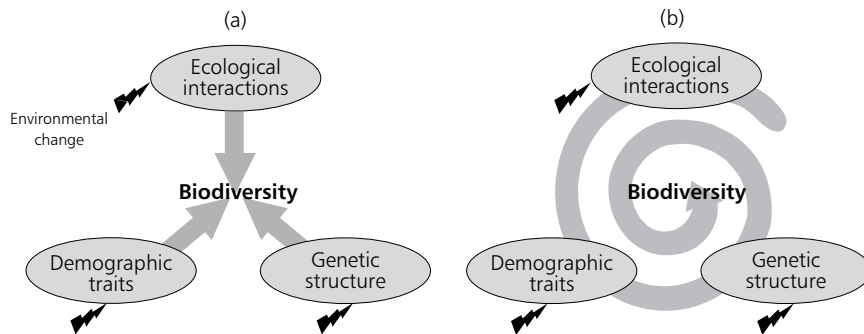 (a)
Ecological
interactions
Environmental
change
Biodiversity
Demographic
traits
Genetic
structure
(b)
Ecological
interactions
Biodiversity
Demographic
traits
Genetic
structure